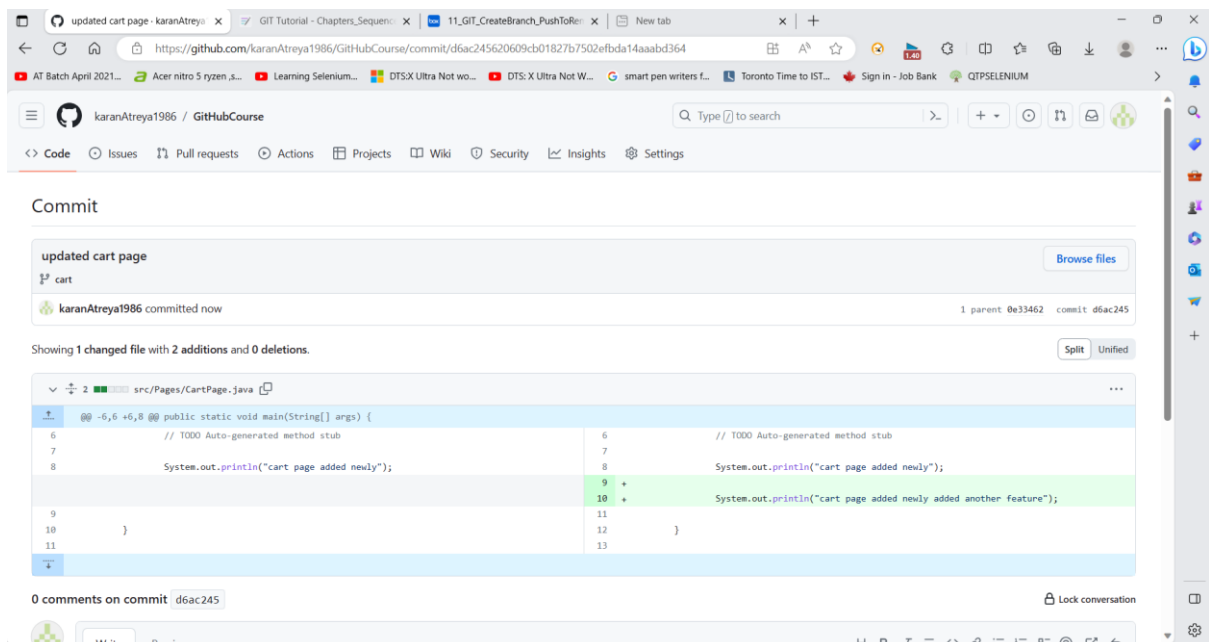 updated cart page · karanAtreya
GIT Tutorial - Chapters_Sequenc
11_GIT_CreateBranch_PushToRem
New tab
https://github.com/karanAtreya1986/GitHubCourse/commit/d6ac245620609cb01827b7502efbda14aaabd364
1.40
AT Batch April 2021... Acer nitro 5 ryzen ,s... Learning Selenium... DTS:X Ultra Not wo... DTS: X Ultra Not W... smart pen writers f... Toronto Time to IST... Sign in - Job Bank QTPSELENIUM
karanAtreya1986 / GitHubCourse
Type / to search
Code Issues Pull requests Actions Projects Wiki Security Insights Settings
Commit
updated cart page
Browse files
cart
karanAtreya1986 committed now
1 parent 0e33462 commit d6ac245
Showing 1 changed file with 2 additions and 0 deletions.
Split Unified
2 src/Pages/CartPage.java
@@ -6,6 +6,8 @@ public static void main(String[] args) {
6 // TODO Auto-generated method stub 6 // TODO Auto-generated method stub
7 7
8 System.out.println("cart page added newly"); 8 System.out.println("cart page added newly");
9 +
10 + System.out.println("cart page added newly added another feature");
9 11
10 } 12 }
11 13
0 comments on commit d6ac245
Lock conversation